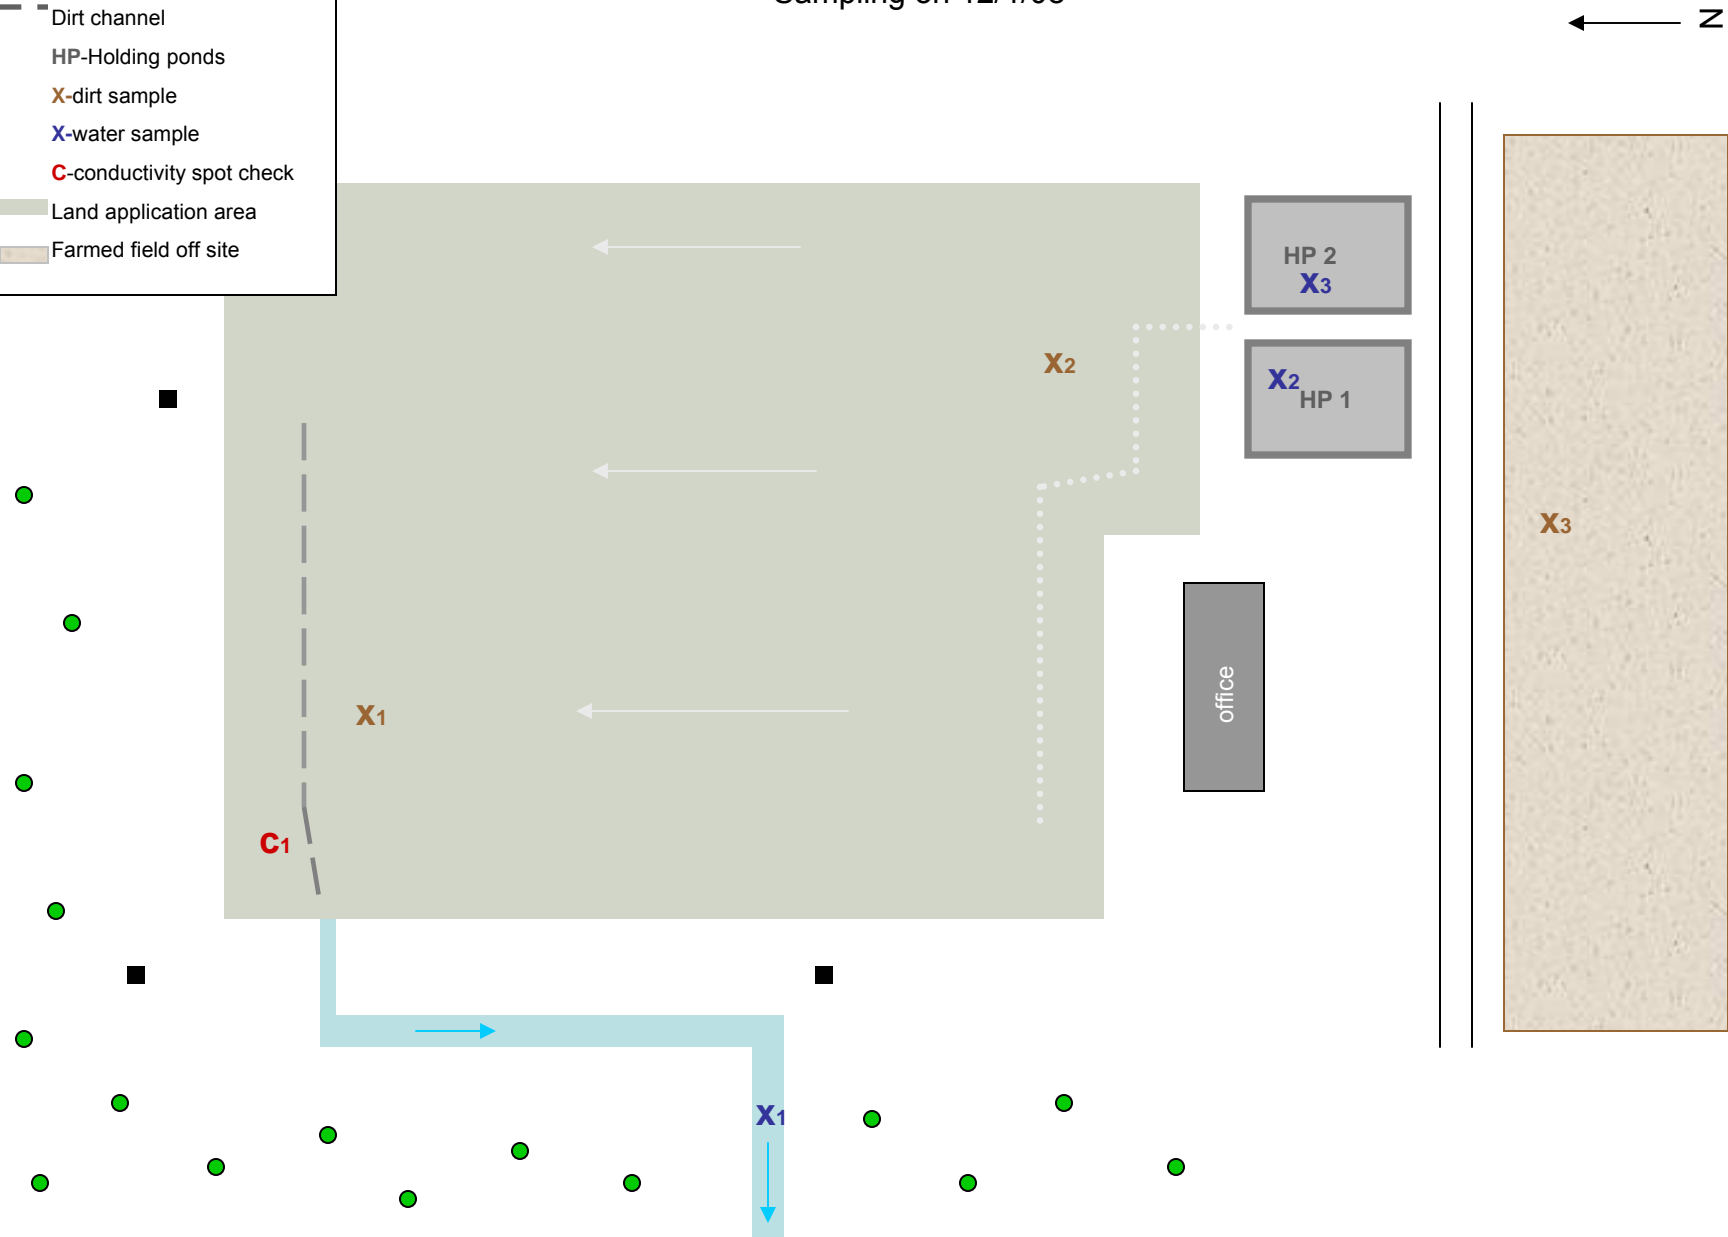 Dirt channel
HP-Holding ponds
X-dirt sample
X-water sample
C-conductivity spot check
Land application area
Farmed field off site
N
HP 2
X3
X2
X2
HP 1
X3
office
X1
C1
X1